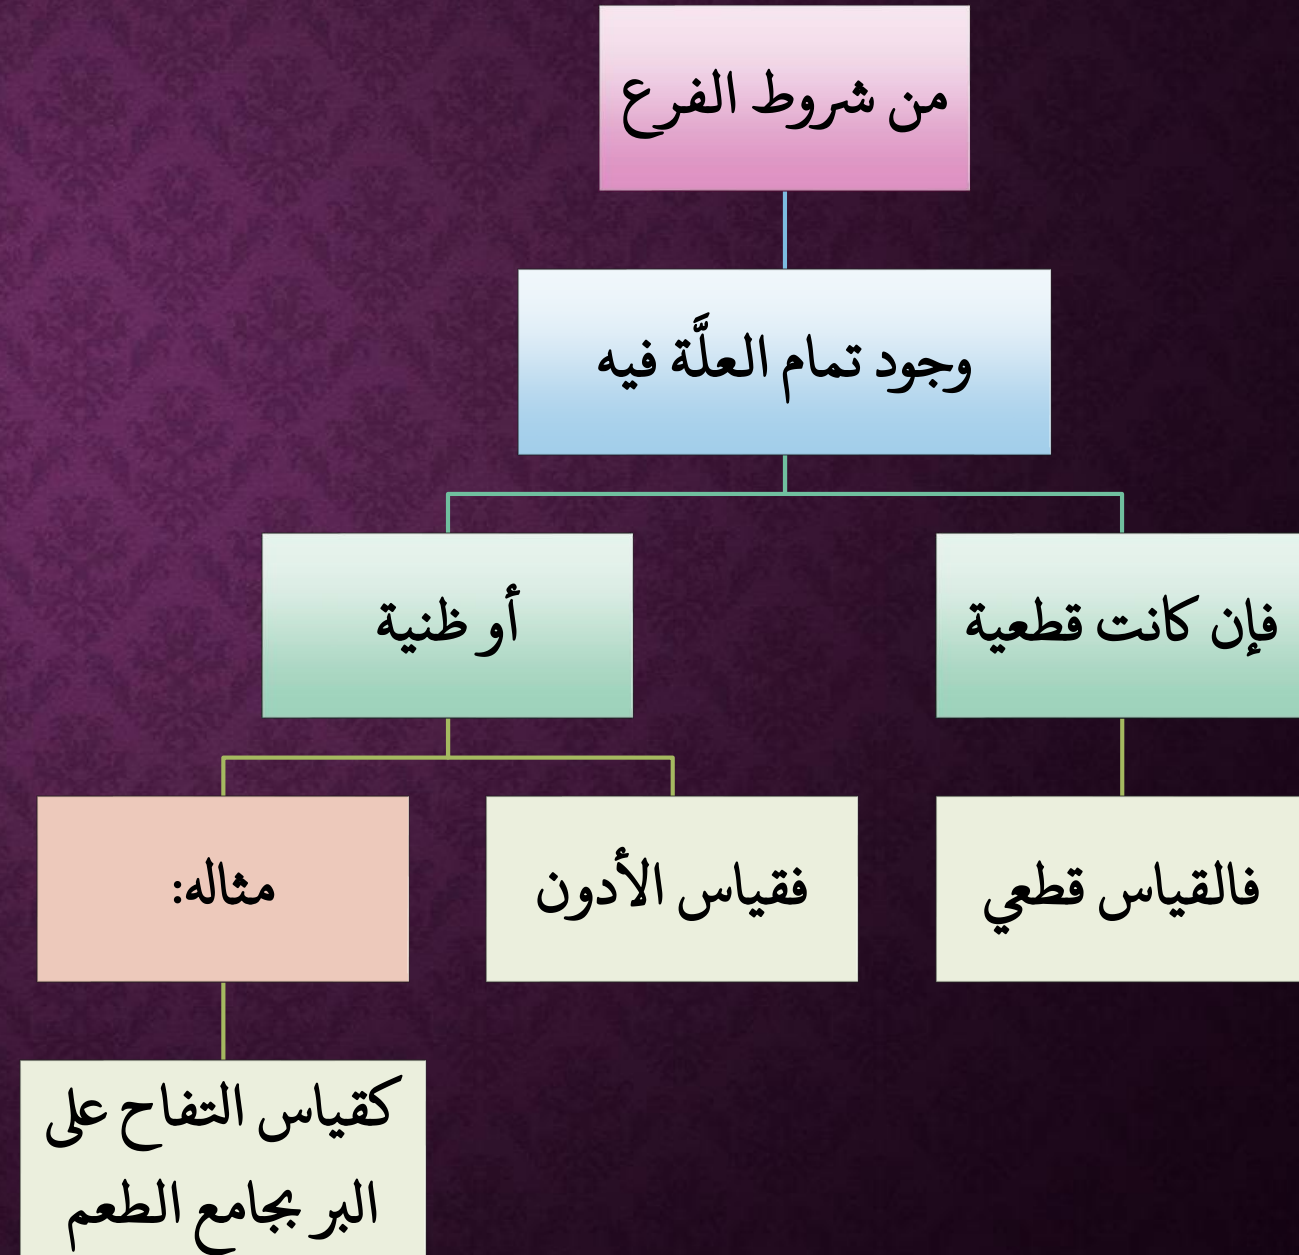 من شروط الفرع
وجود تمام العلَّة فيه
فإن كانت قطعية
أو ظنية
فالقياس قطعي
فقياس الأدون
مثاله:
كقياس التفاح على
البر بجامع الطعم